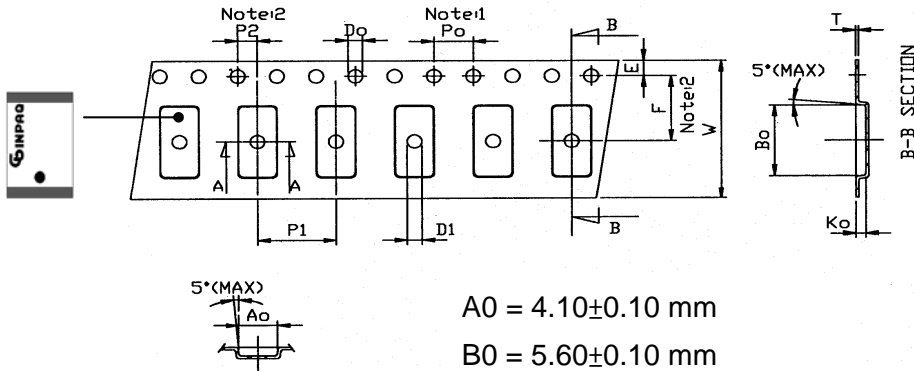 Note:2
P2
Do
Note:1
Po
B
E
F
Note:2
W
T
5°(MAX)
Bo
B-B SECTION
Ko
INPAQ
A
A
P1
D1
B
5°(MAX)
Ao
A0 = 4.10±0.10 mm
B0 = 5.60±0.10 mm